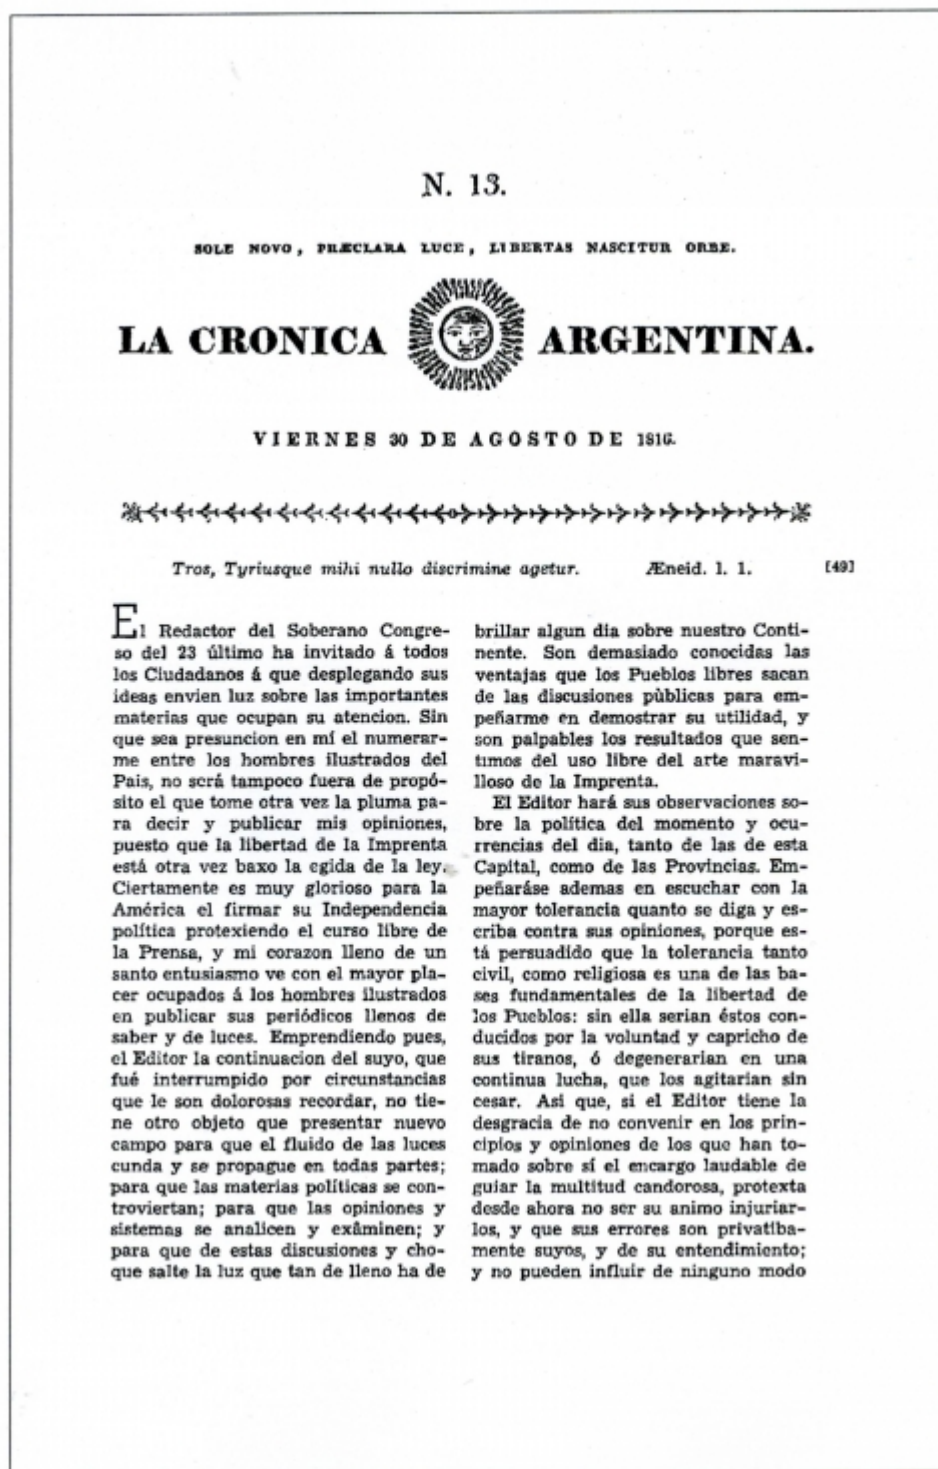 N. 13.
SOLE NOVO, PRÆCLARA LUCE, LIBERTAS NASCITUR ORBE.
LA CRONICA ARGENTINA.
VIERNES 30 DE AGOSTO DE 1816.
Tros, Tyriusque mihi nullo discrimine agetur. Æneid. l. 1. [49]
El Redactor del Soberano Congre-
so del 23 último ha invitado á todos
los Ciudadanos á que desplegando sus
ideas envien luz sobre las importantes
materias que ocupan su atencion. Sin
que sea presuncion en mí el numerar-
me entre los hombres ilustrados del
Pais, no será tampoco fuera de propó-
sito el que tome otra vez la pluma pa-
ra decir y publicar mis opiniones,
puesto que la libertad de la Imprenta
está otra vez baxo la egida de la ley.
Ciertamente es muy glorioso para la
América el firmar su Independencia
política protexiendo el curso libre de
la Prensa, y mi corazon lleno de un
santo entusiasmo ve con el mayor pla-
cer ocupados á los hombres ilustrados
en publicar sus periódicos llenos de
saber y de luces. Emprendiendo pues,
el Editor la continuacion del suyo, que
fué interrumpido por circunstancias
que le son dolorosas recordar, no tie-
ne otro objeto que presentar nuevo
campo para que el fluido de las luces
cunda y se propague en todas partes;
para que las materias políticas se con-
troviertan; para que las opiniones y
sistemas se analicen y exâminen; y
para que de estas discusiones y cho-
que salte la luz que tan de lleno ha de
brillar algun dia sobre nuestro Conti-
nente. Son demasiado conocidas las
ventajas que los Pueblos libres sacan
de las discusiones pùblicas para em-
peñarme en demostrar su utilidad, y
son palpables los resultados que sen-
timos del uso libre del arte maravi-
lloso de la Imprenta.
El Editor hará sus observaciones so-
bre la política del momento y ocu-
rrencias del dia, tanto de las de esta
Capital, como de las Provincias. Em-
peñaráse ademas en escuchar con la
mayor tolerancia quanto se diga y es-
criba contra sus opiniones, porque es-
tá persuadido que la tolerancia tanto
civil, como religiosa es una de las ba-
ses fundamentales de la libertad de
los Pueblos: sin ella serian éstos con-
ducidos por la voluntad y capricho de
sus tiranos, ó degenerarian en una
continua lucha, que los agitarian sin
cesar. Asi que, si el Editor tiene la
desgracia de no convenir en los prin-
cipios y opiniones de los que han to-
mado sobre sí el encargo laudable de
guiar la multitud candorosa, protexta
desde ahora no ser su animo injuriar-
los, y que sus errores son privatiba-
mente suyos, y de su entendimiento;
y no pueden influir de ninguno modo